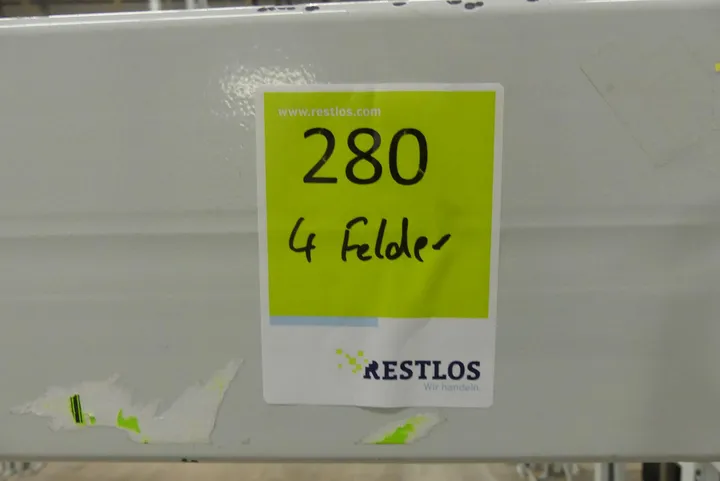 www.restlos.com
280
4 Felder
RESTLOS
Wir handeln.